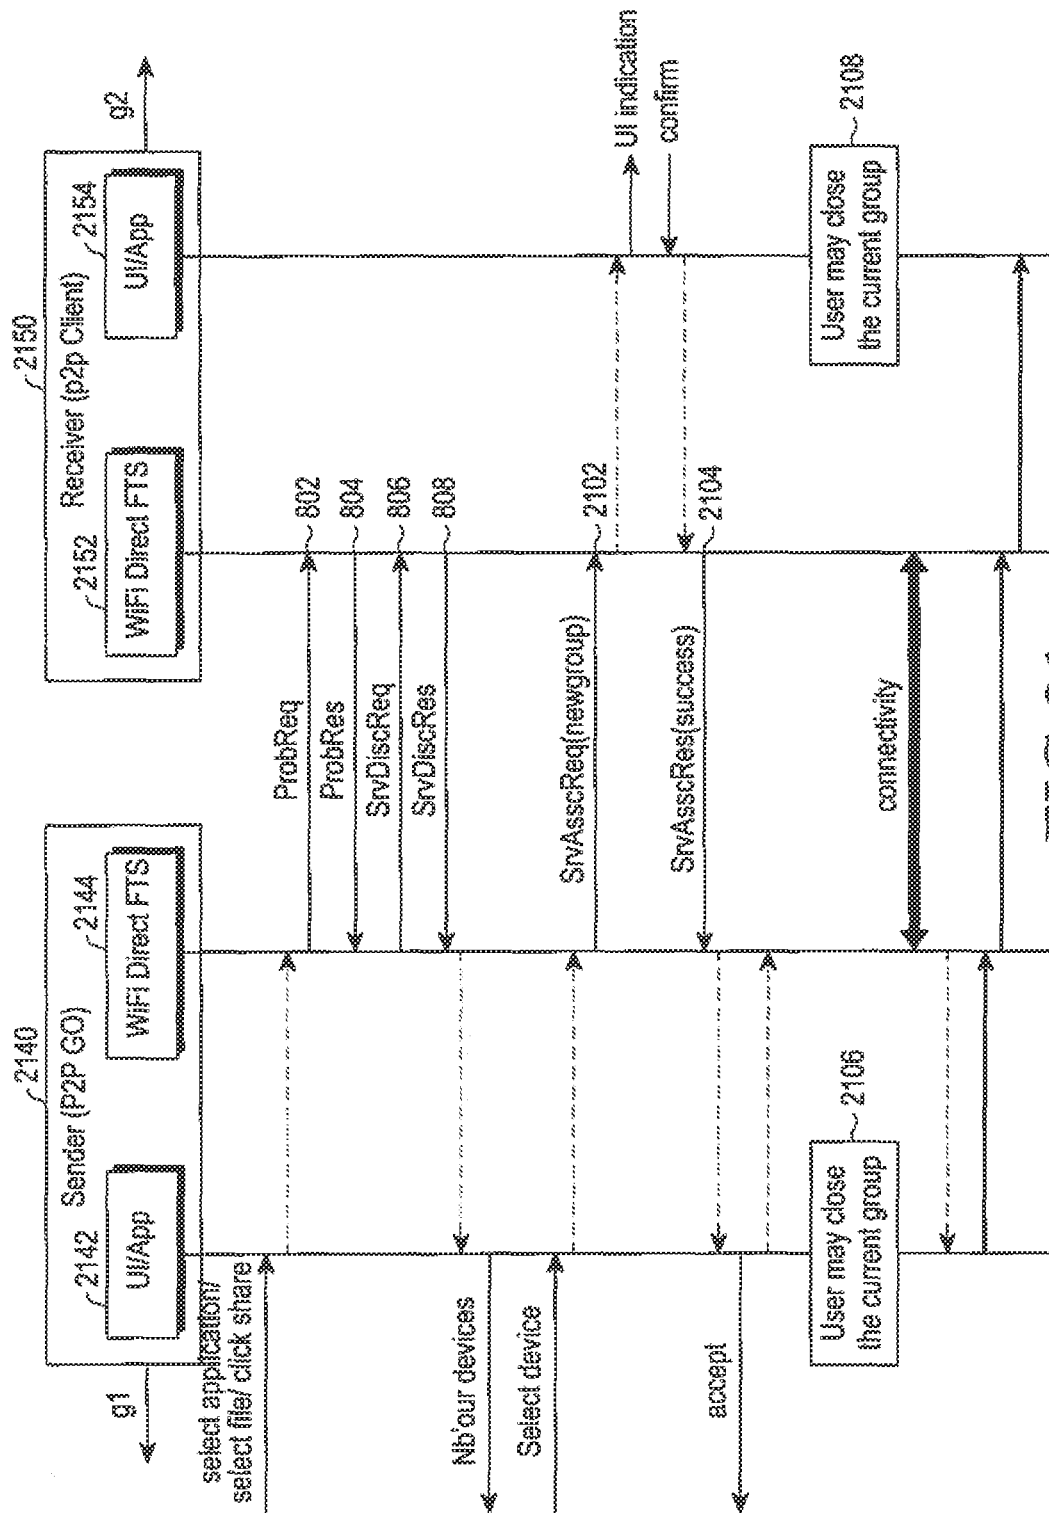 2140
Sender (P2P GO)
2142
UI/App
2144
WiFi Direct FTS
g1
2150
Receiver (p2p Client)
2152
WiFi Direct FTS
2154
UI/App
g2
select application/
select file/ click share
ProbReq
802
ProbRes
804
SrvDiscReq
806
SrvDiscRes
808
Nb'our devices
Select device
SrvAsscReq(newgroup)
2102
UI indication
confirm
SrvAsscRes(success)
2104
accept
User may close
the current group
2106
User may close
the current group
2108
connectivity